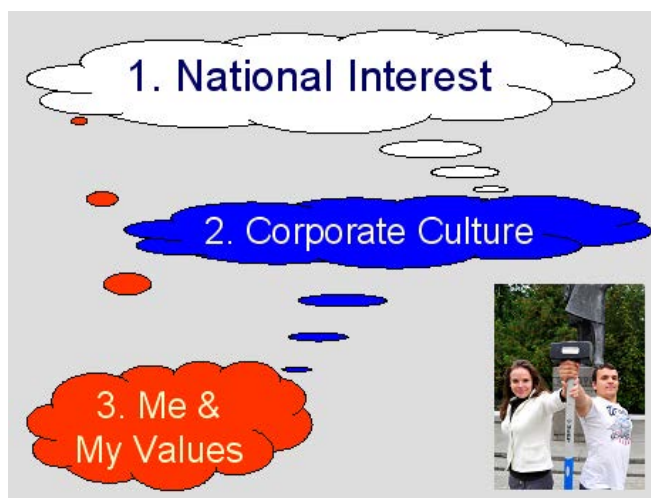 1. National Interest
2. Corporate Culture
3. Me &
My Values